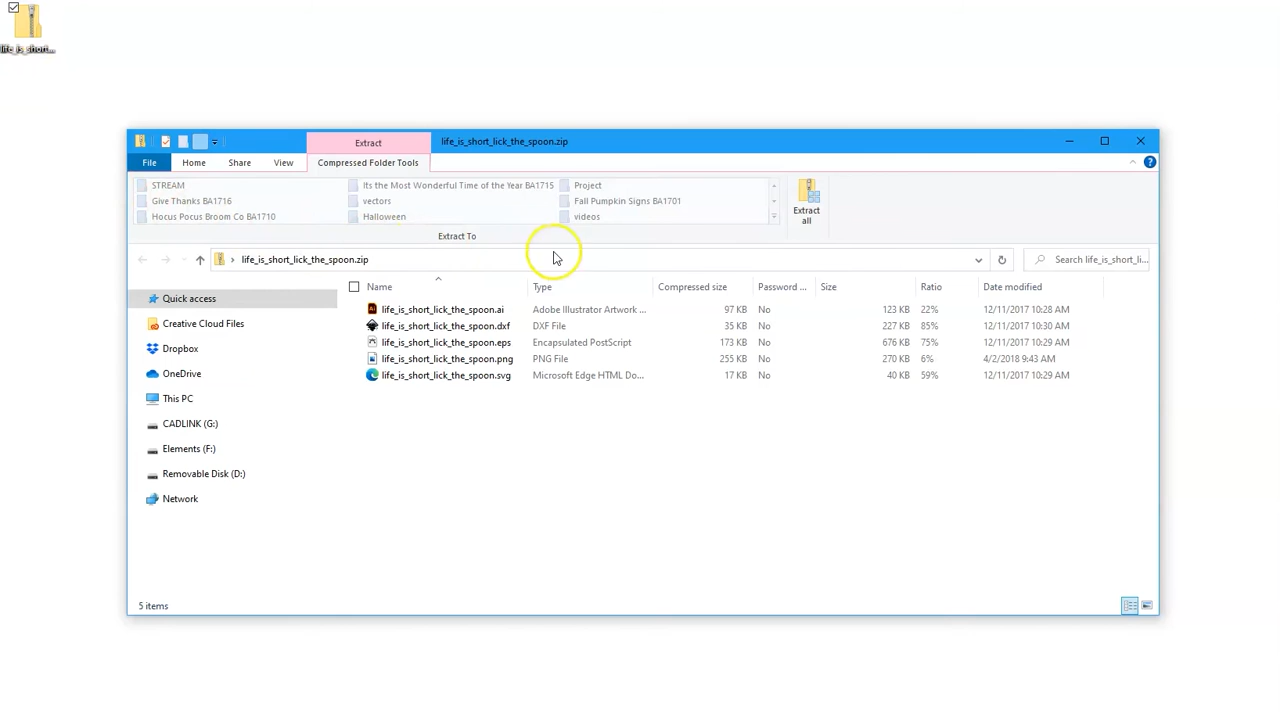 life_is_short...
Extract
life_is_short_lick_the_spoon.zip
File
Home
Share
View
Compressed Folder Tools
STREAM
Its the Most Wonderful Time of the Year BA1715
Project
Give Thanks BA1716
vectors
Fall Pumpkin Signs BA1701
Hocus Pocus Broom Co BA1710
Halloween
videos
Extract
all
Extract To
life_is_short_lick_the_spoon.zip
Search life_is_short_li...
Name
Type
Compressed size
Password ...
Size
Ratio
Date modified
Quick access
Creative Cloud Files
Dropbox
OneDrive
This PC
CADLINK (G:)
Elements (F:)
Removable Disk (D:)
Network
life_is_short_lick_the_spoon.ai Adobe Illustrator Artwork ... 97 KB No 123 KB 22% 12/11/2017 10:28 AM
life_is_short_lick_the_spoon.dxf DXF File 35 KB No 227 KB 85% 12/11/2017 10:30 AM
life_is_short_lick_the_spoon.eps Encapsulated PostScript 173 KB No 676 KB 75% 12/11/2017 10:29 AM
life_is_short_lick_the_spoon.png PNG File 255 KB No 270 KB 6% 4/2/2018 9:43 AM
life_is_short_lick_the_spoon.svg Microsoft Edge HTML Do... 17 KB No 40 KB 59% 12/11/2017 10:29 AM
5 items